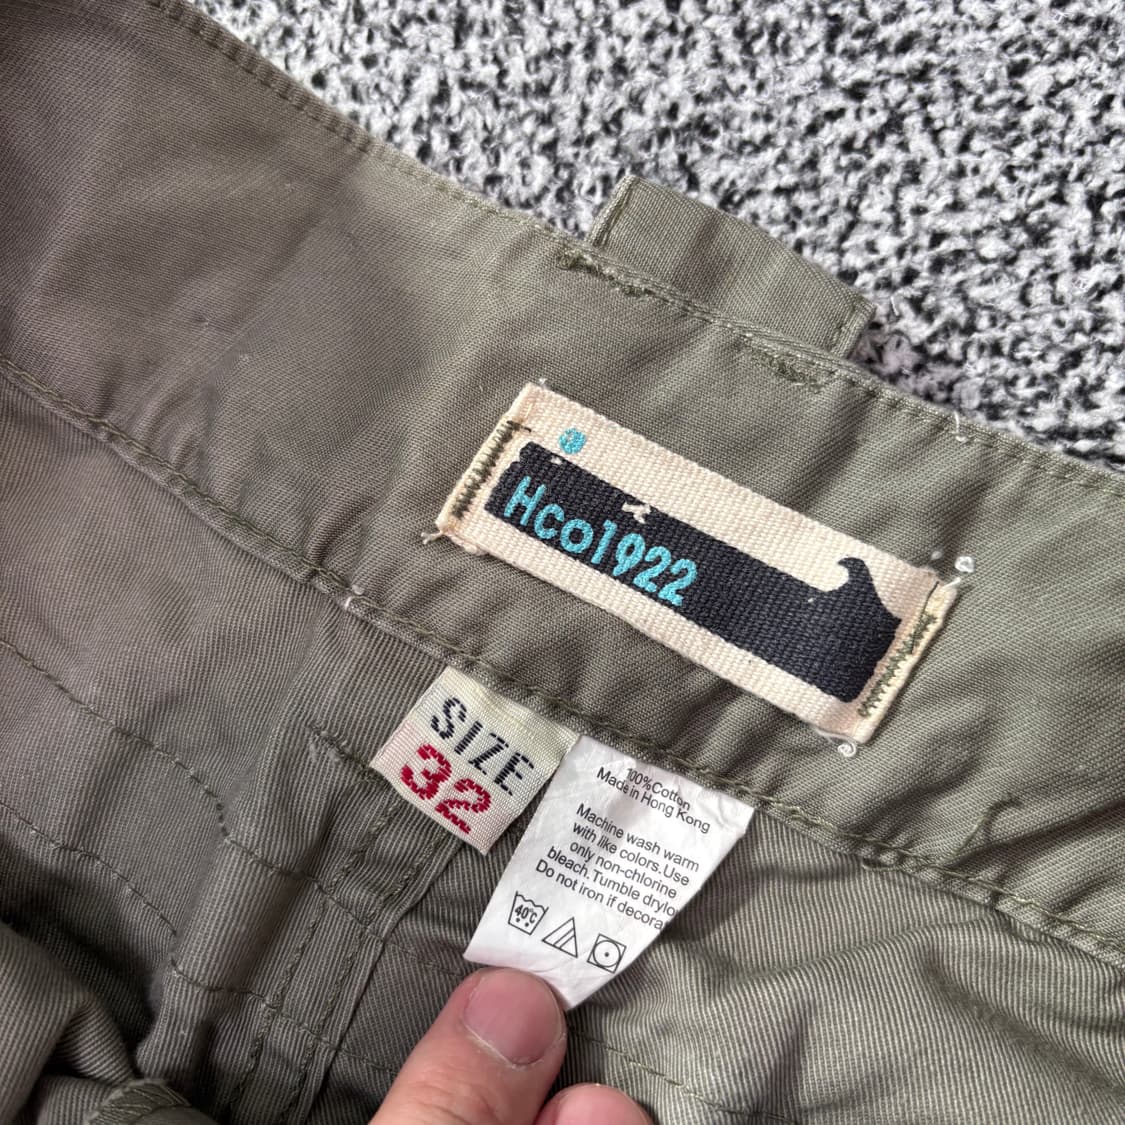 Hco1922
SIZE
32
100%Cotton
Made in Hong Kong
Machine wash warm
with like colors.Use
only non-chlorine
bleach.Tumble drylo
Do not iron if decora
40°C